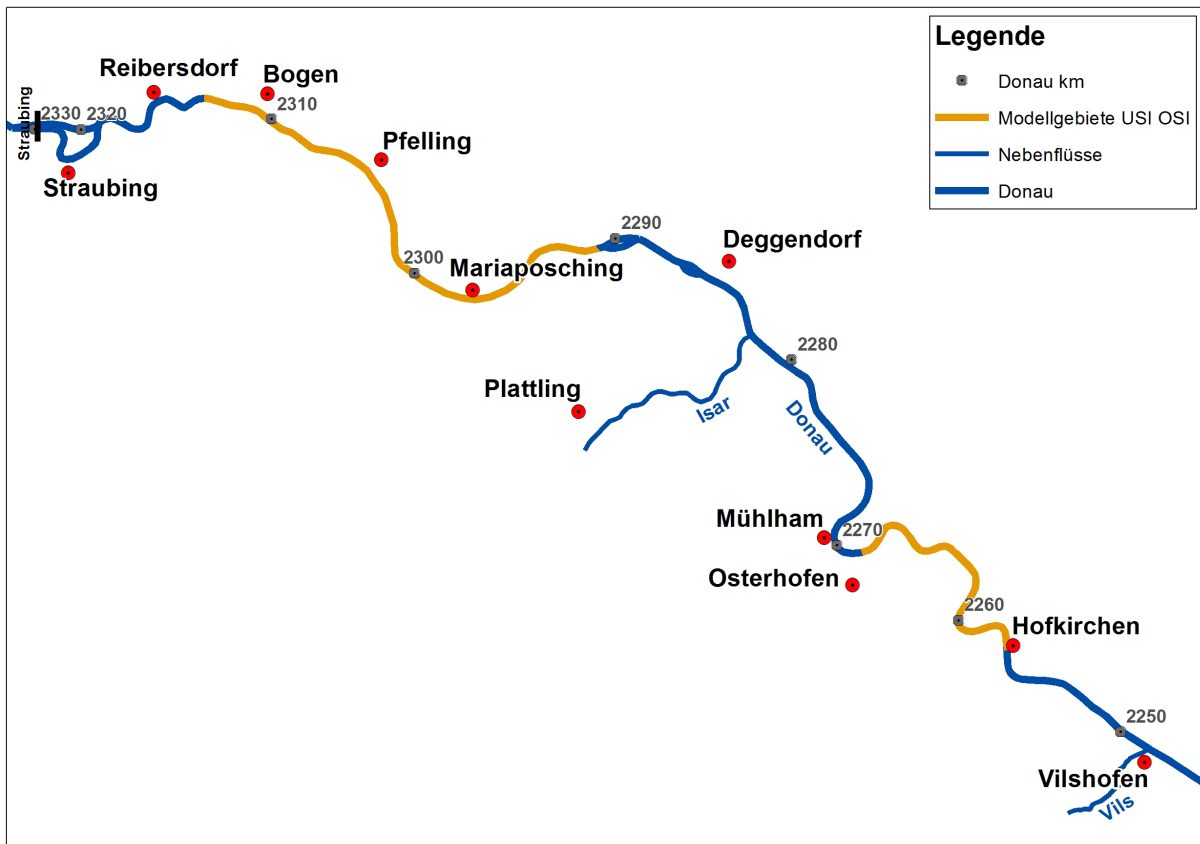 Legende
Donau km
Modellgebiete USI OSI
Nebenflüsse
Donau
Reibersdorf
Bogen
2310
Straubing
2330
2320
Pfelling
Straubing
2290
Deggendorf
2300
Mariaposching
2280
Plattling
Isar
Donau
Mühlham
2270
Osterhofen
2260
Hofkirchen
2250
Vilshofen
Vils